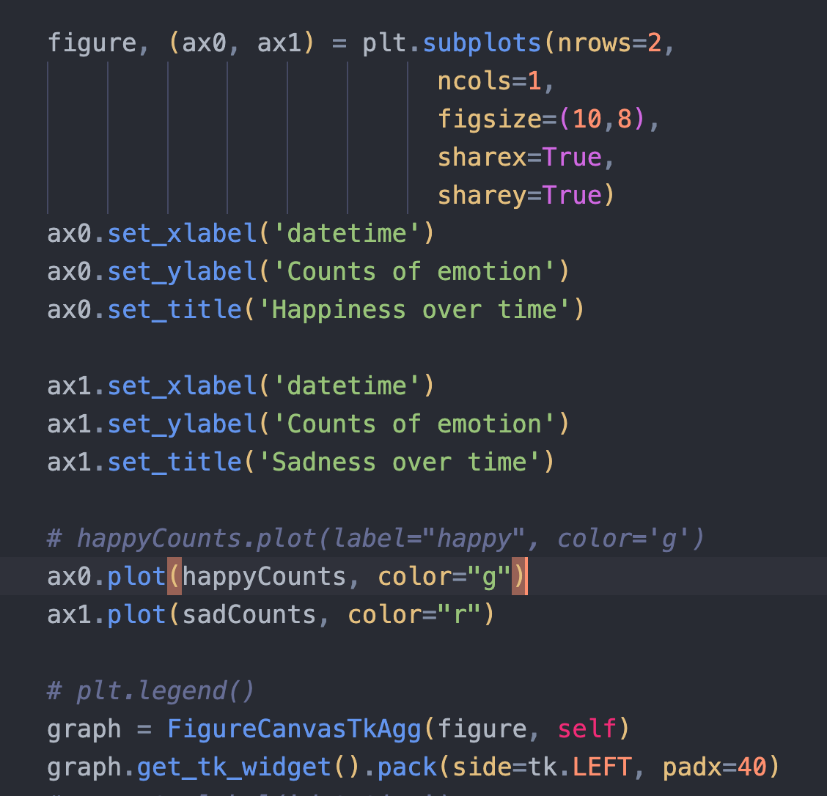 figure, (ax0, ax1) = plt.subplots(nrows=2,
ncols=1,
figsize=(10,8),
sharex=True,
sharey=True)
ax0.set_xlabel('datetime')
ax0.set_ylabel('Counts of emotion')
ax0.set_title('Happiness over time')
ax1.set_xlabel('datetime')
ax1.set_ylabel('Counts of emotion')
ax1.set_title('Sadness over time')
# happyCounts.plot(label="happy", color='g')
ax0.plot(happyCounts, color="g")
ax1.plot(sadCounts, color="r")
# plt.legend()
graph = FigureCanvasTkAgg(figure, self)
graph.get_tk_widget().pack(side=tk.LEFT, padx=40)